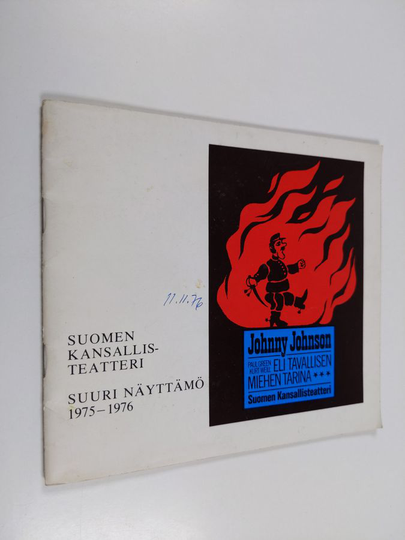 11.11.76
SUOMEN
KANSALLIS-
TEATTERI
SUURI NÄYTTÄMÖ
1975–1976
Johnny Johnson
PAUL GREEN
KURT WEILL
ELI TAVALLISEN
MIEHEN TARINA ★★★
Suomen Kansallisteatteri